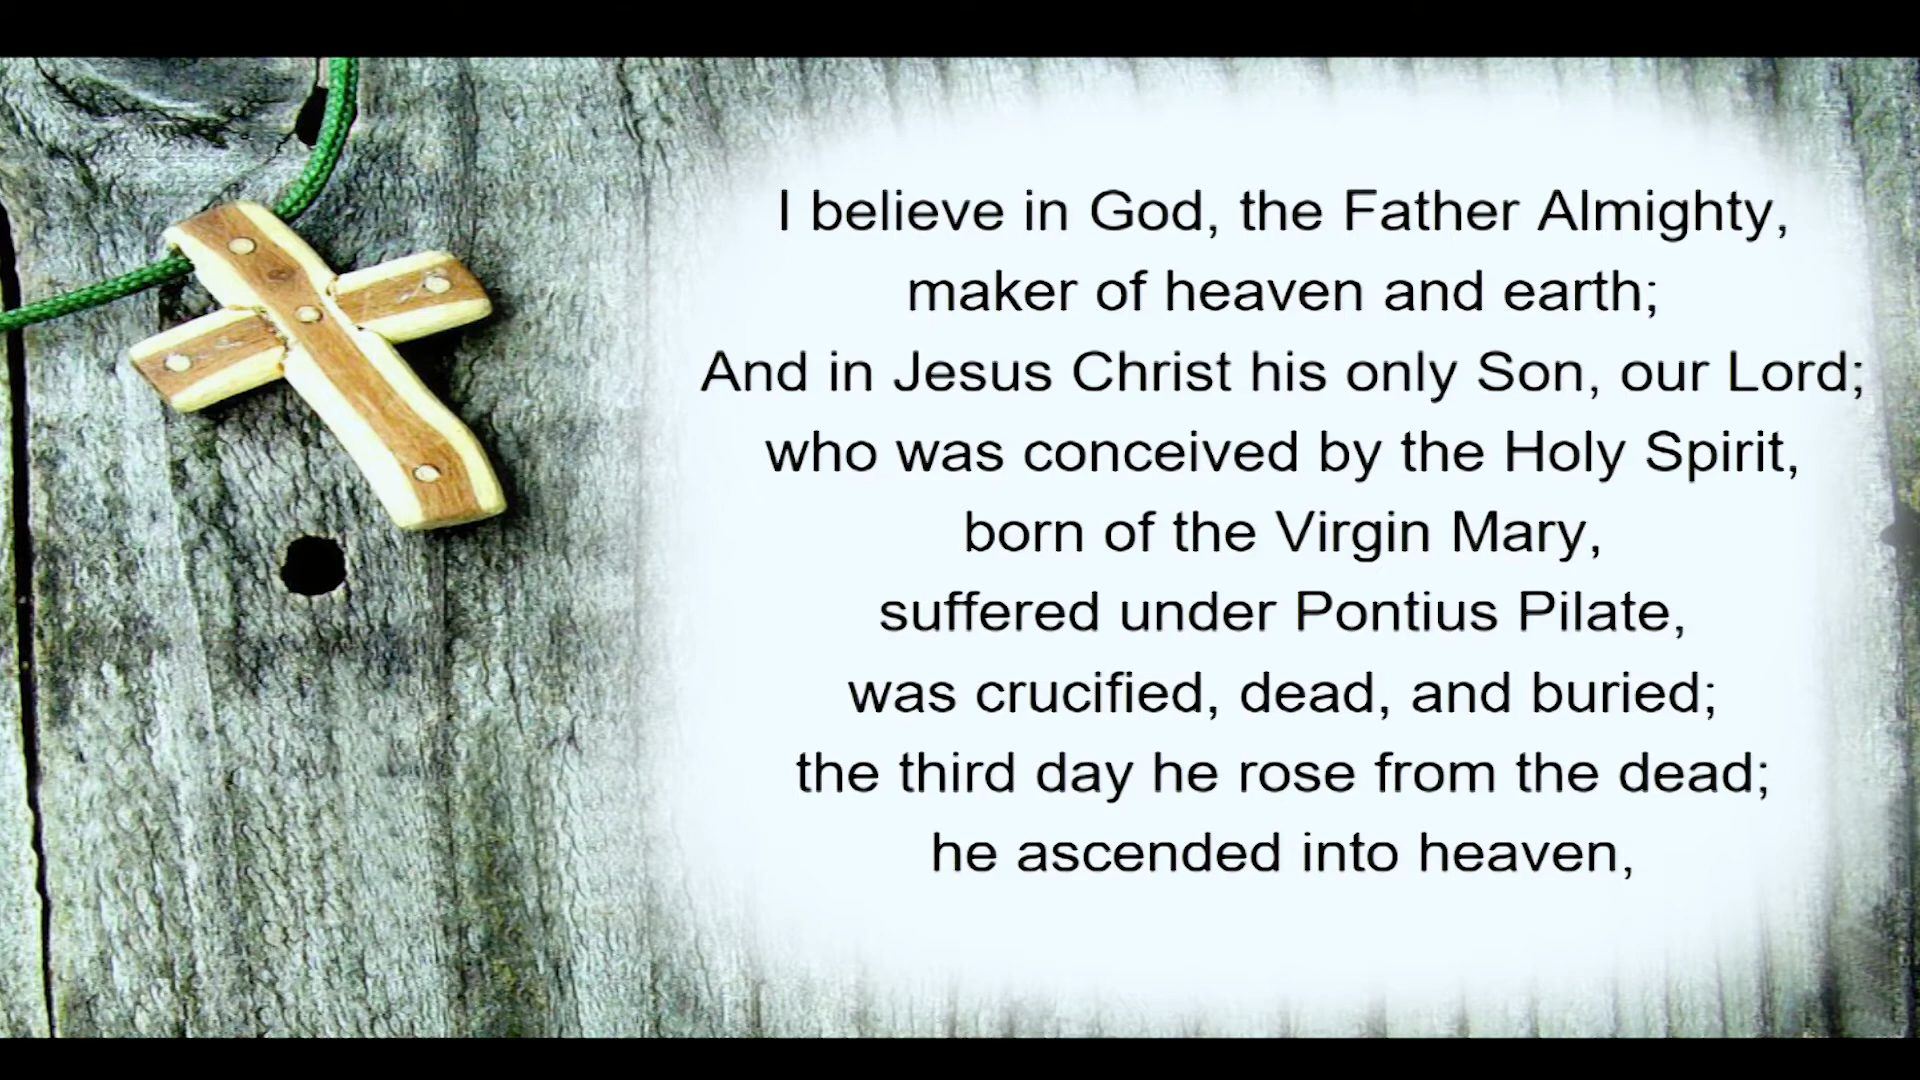 I believe in God, the Father Almighty,
maker of heaven and earth;
And in Jesus Christ his only Son, our Lord;
who was conceived by the Holy Spirit,
born of the Virgin Mary,
suffered under Pontius Pilate,
was crucified, dead, and buried;
the third day he rose from the dead;
he ascended into heaven,